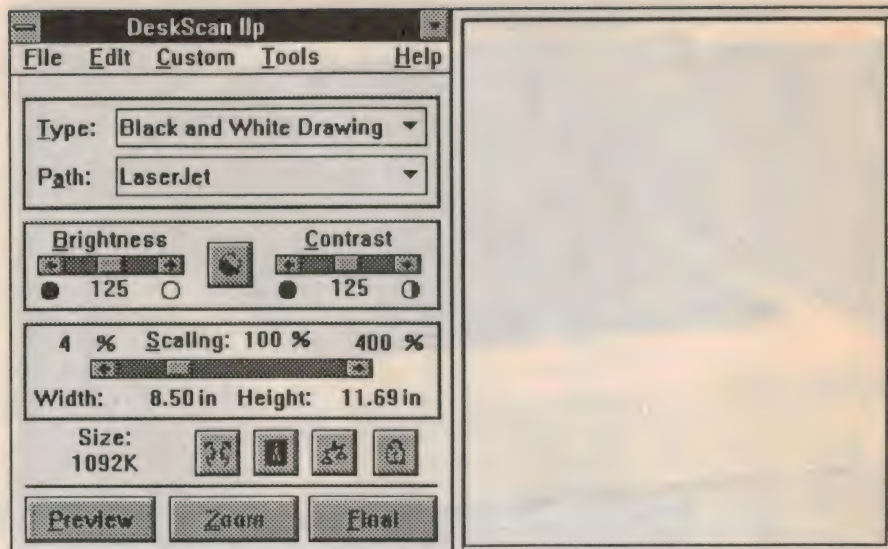 DeskScan IIp
File Edit Custom Tools Help
Type: Black and White Drawing
Path: LaserJet
Brightness Contrast
125 125
4 % Scaling: 100 % 400 %
Width: 8.50 in Height: 11.69 in
Size:
1092K
Preview Zoom Final